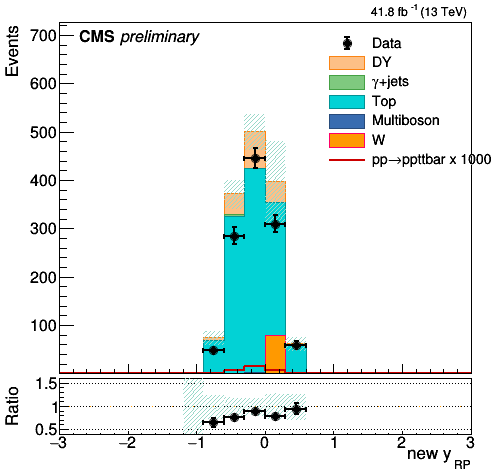 41.8 fb⁻¹ (13 TeV)
CMS preliminary
Events
700
600
500
400
300
200
100
Data
DY
γ+jets
Top
Multiboson
W
pp→ppttbar x 1000
Ratio
1.5
1
0.5
−3 −2 −1 0 1 2 3
new y_RP